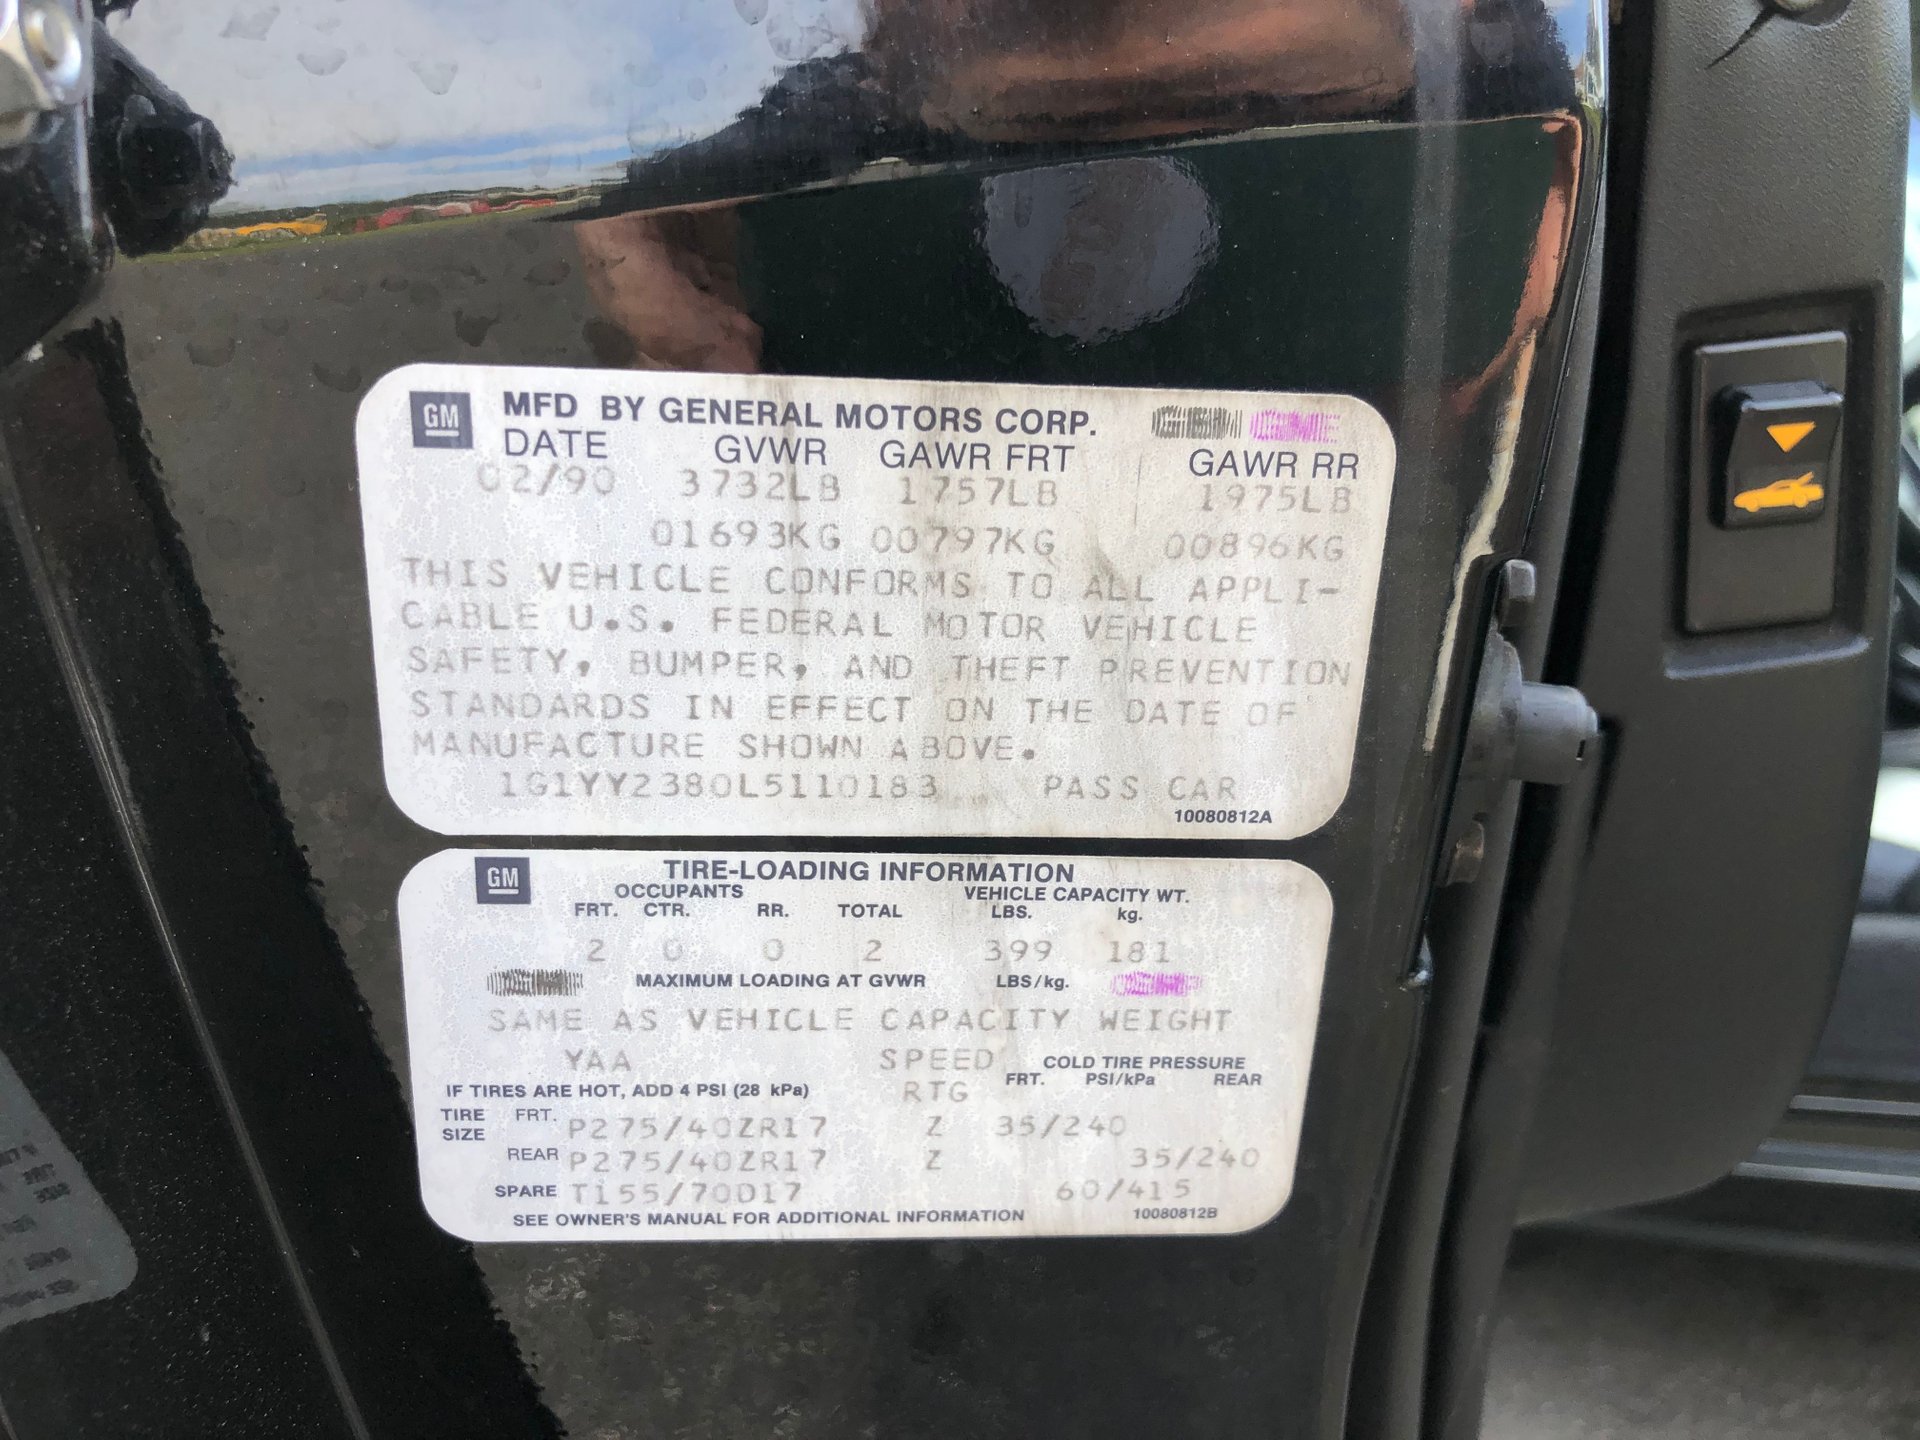 GM MFD BY GENERAL MOTORS CORP.
DATE GVWR GAWR FRT GAWR RR
02/90 3732LB 1757LB 1975LB
01693KG 00797KG 00896KG
THIS VEHICLE CONFORMS TO ALL APPLI-
CABLE U.S. FEDERAL MOTOR VEHICLE
SAFETY, BUMPER, AND THEFT PREVENTION
STANDARDS IN EFFECT ON THE DATE OF
MANUFACTURE SHOWN ABOVE.
1G1YY2380L5110183 PASS CAR
10080812A
GM TIRE-LOADING INFORMATION
OCCUPANTS VEHICLE CAPACITY WT.
FRT. CTR. RR. TOTAL LBS. kg.
2 0 0 2 399 181
MAXIMUM LOADING AT GVWR LBS/kg.
SAME AS VEHICLE CAPACITY WEIGHT
YAA SPEED COLD TIRE PRESSURE
IF TIRES ARE HOT, ADD 4 PSI (28 kPa) RTG FRT. PSI/kPa REAR
TIRE SIZE FRT. P275/40ZR17 Z 35/240
REAR P275/40ZR17 Z 35/240
SPARE T155/70D17 60/415
SEE OWNER'S MANUAL FOR ADDITIONAL INFORMATION 10080812B